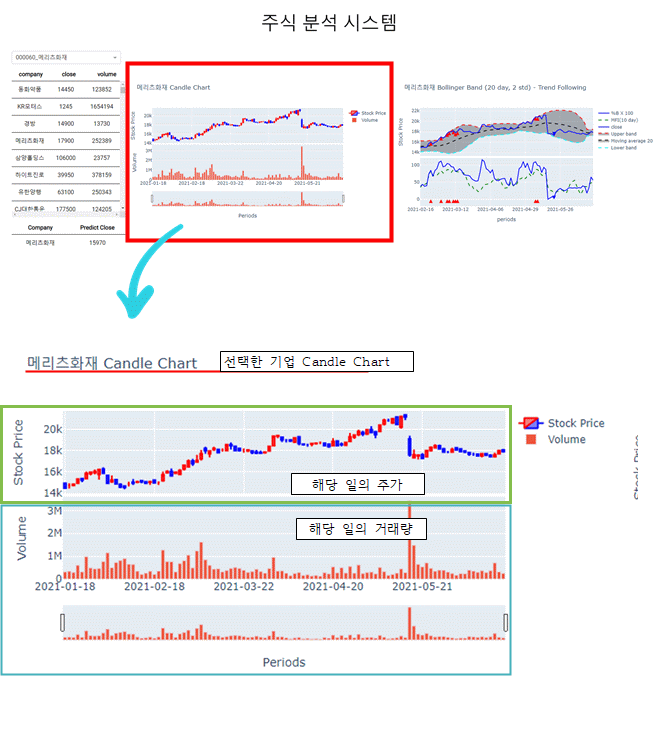 주식 분석 시스템
000060_메리츠화재
company close volume
동화약품 14450 123852
KR모터스 1245 1654194
경방 14900 13730
메리츠화재 17900 252389
삼양홀딩스 106000 23757
하이트진로 39950 378159
유한양행 63100 250343
CJ대한통운 177500 124205
Company Predict Close
메리츠화재 15970
메리츠화재 Candle Chart
Stock Price
20k
18k
16k
14k
Volume
3M
2M
1M
0
2021-01-18 2021-02-18 2021-03-22 2021-04-20 2021-05-21
Periods
Stock Price
Volume
메리츠화재 Bollinger Band (20 day, 2 std) - Trend Following
Stock Price
22k
20k
18k
16k
14k
100
50
0
2021-02-16 2021-03-12 2021-04-06 2021-04-29 2021-05-26
periods
%B X 100
MFI(10 day)
close
Upper band
Moving average 20
Lower band
메리츠화재 Candle Chart
선택한 기업 Candle Chart
Stock Price
20k
18k
16k
14k
해당 일의 주가
Stock Price
Volume
Stock Price
Volume
3M
2M
1M
0
해당 일의 거래량
2021-01-18 2021-02-18 2021-03-22 2021-04-20 2021-05-21
Periods